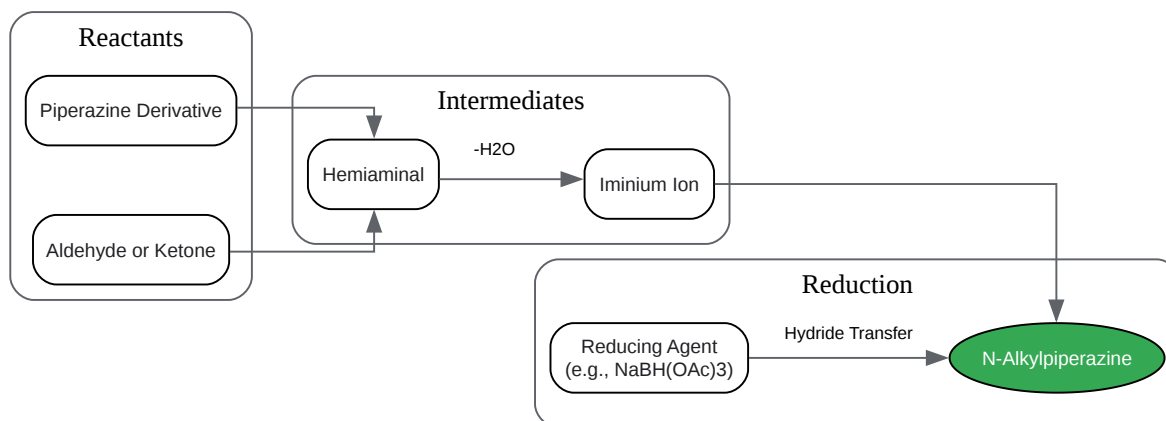 Reactants
Piperazine Derivative
Aldehyde or Ketone
Intermediates
Hemiaminal
-H2O
Iminium Ion
Reduction
Reducing Agent
(e.g., NaBH(OAc)3)
Hydride Transfer
N-Alkylpiperazine